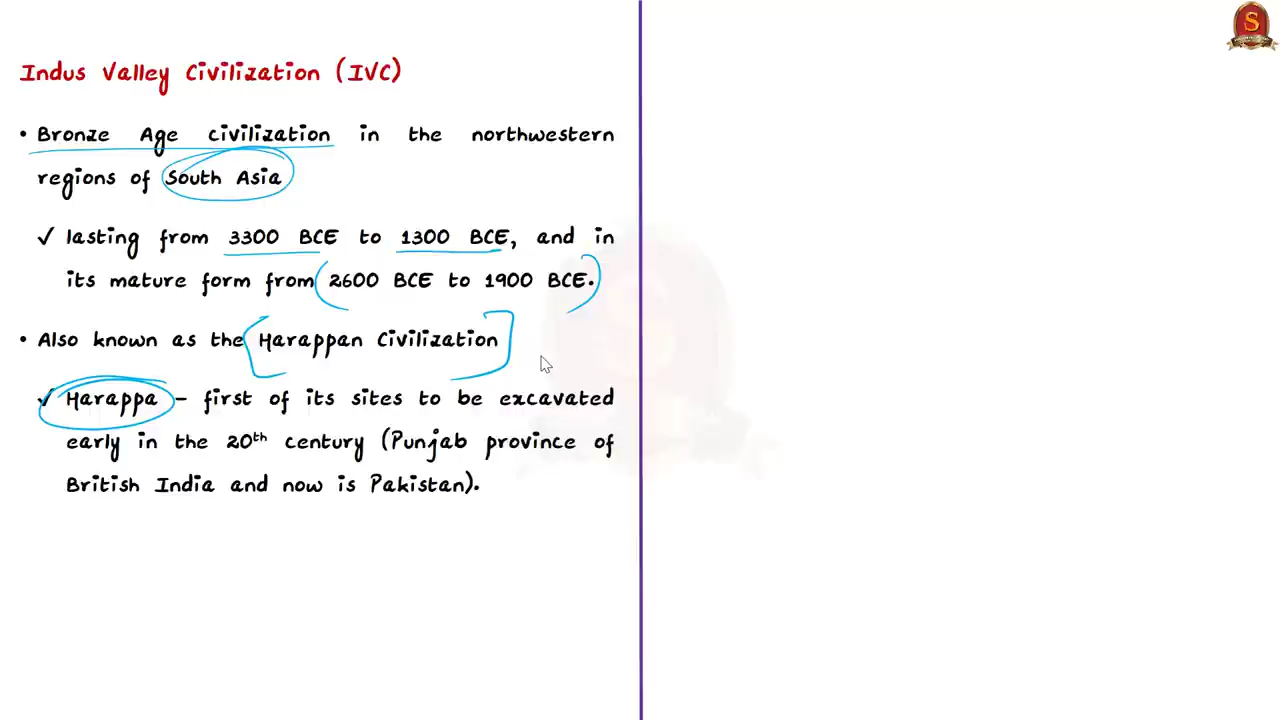 Indus Valley Civilization (IVC)
• Bronze Age civilization in the northwestern
regions of South Asia
✓ lasting from 3300 BCE to 1300 BCE, and in
its mature form from 2600 BCE to 1900 BCE.
• Also known as the Harappan Civilization
✓ Harappa – first of its sites to be excavated
early in the 20th century (Punjab province of
British India and now is Pakistan).
S